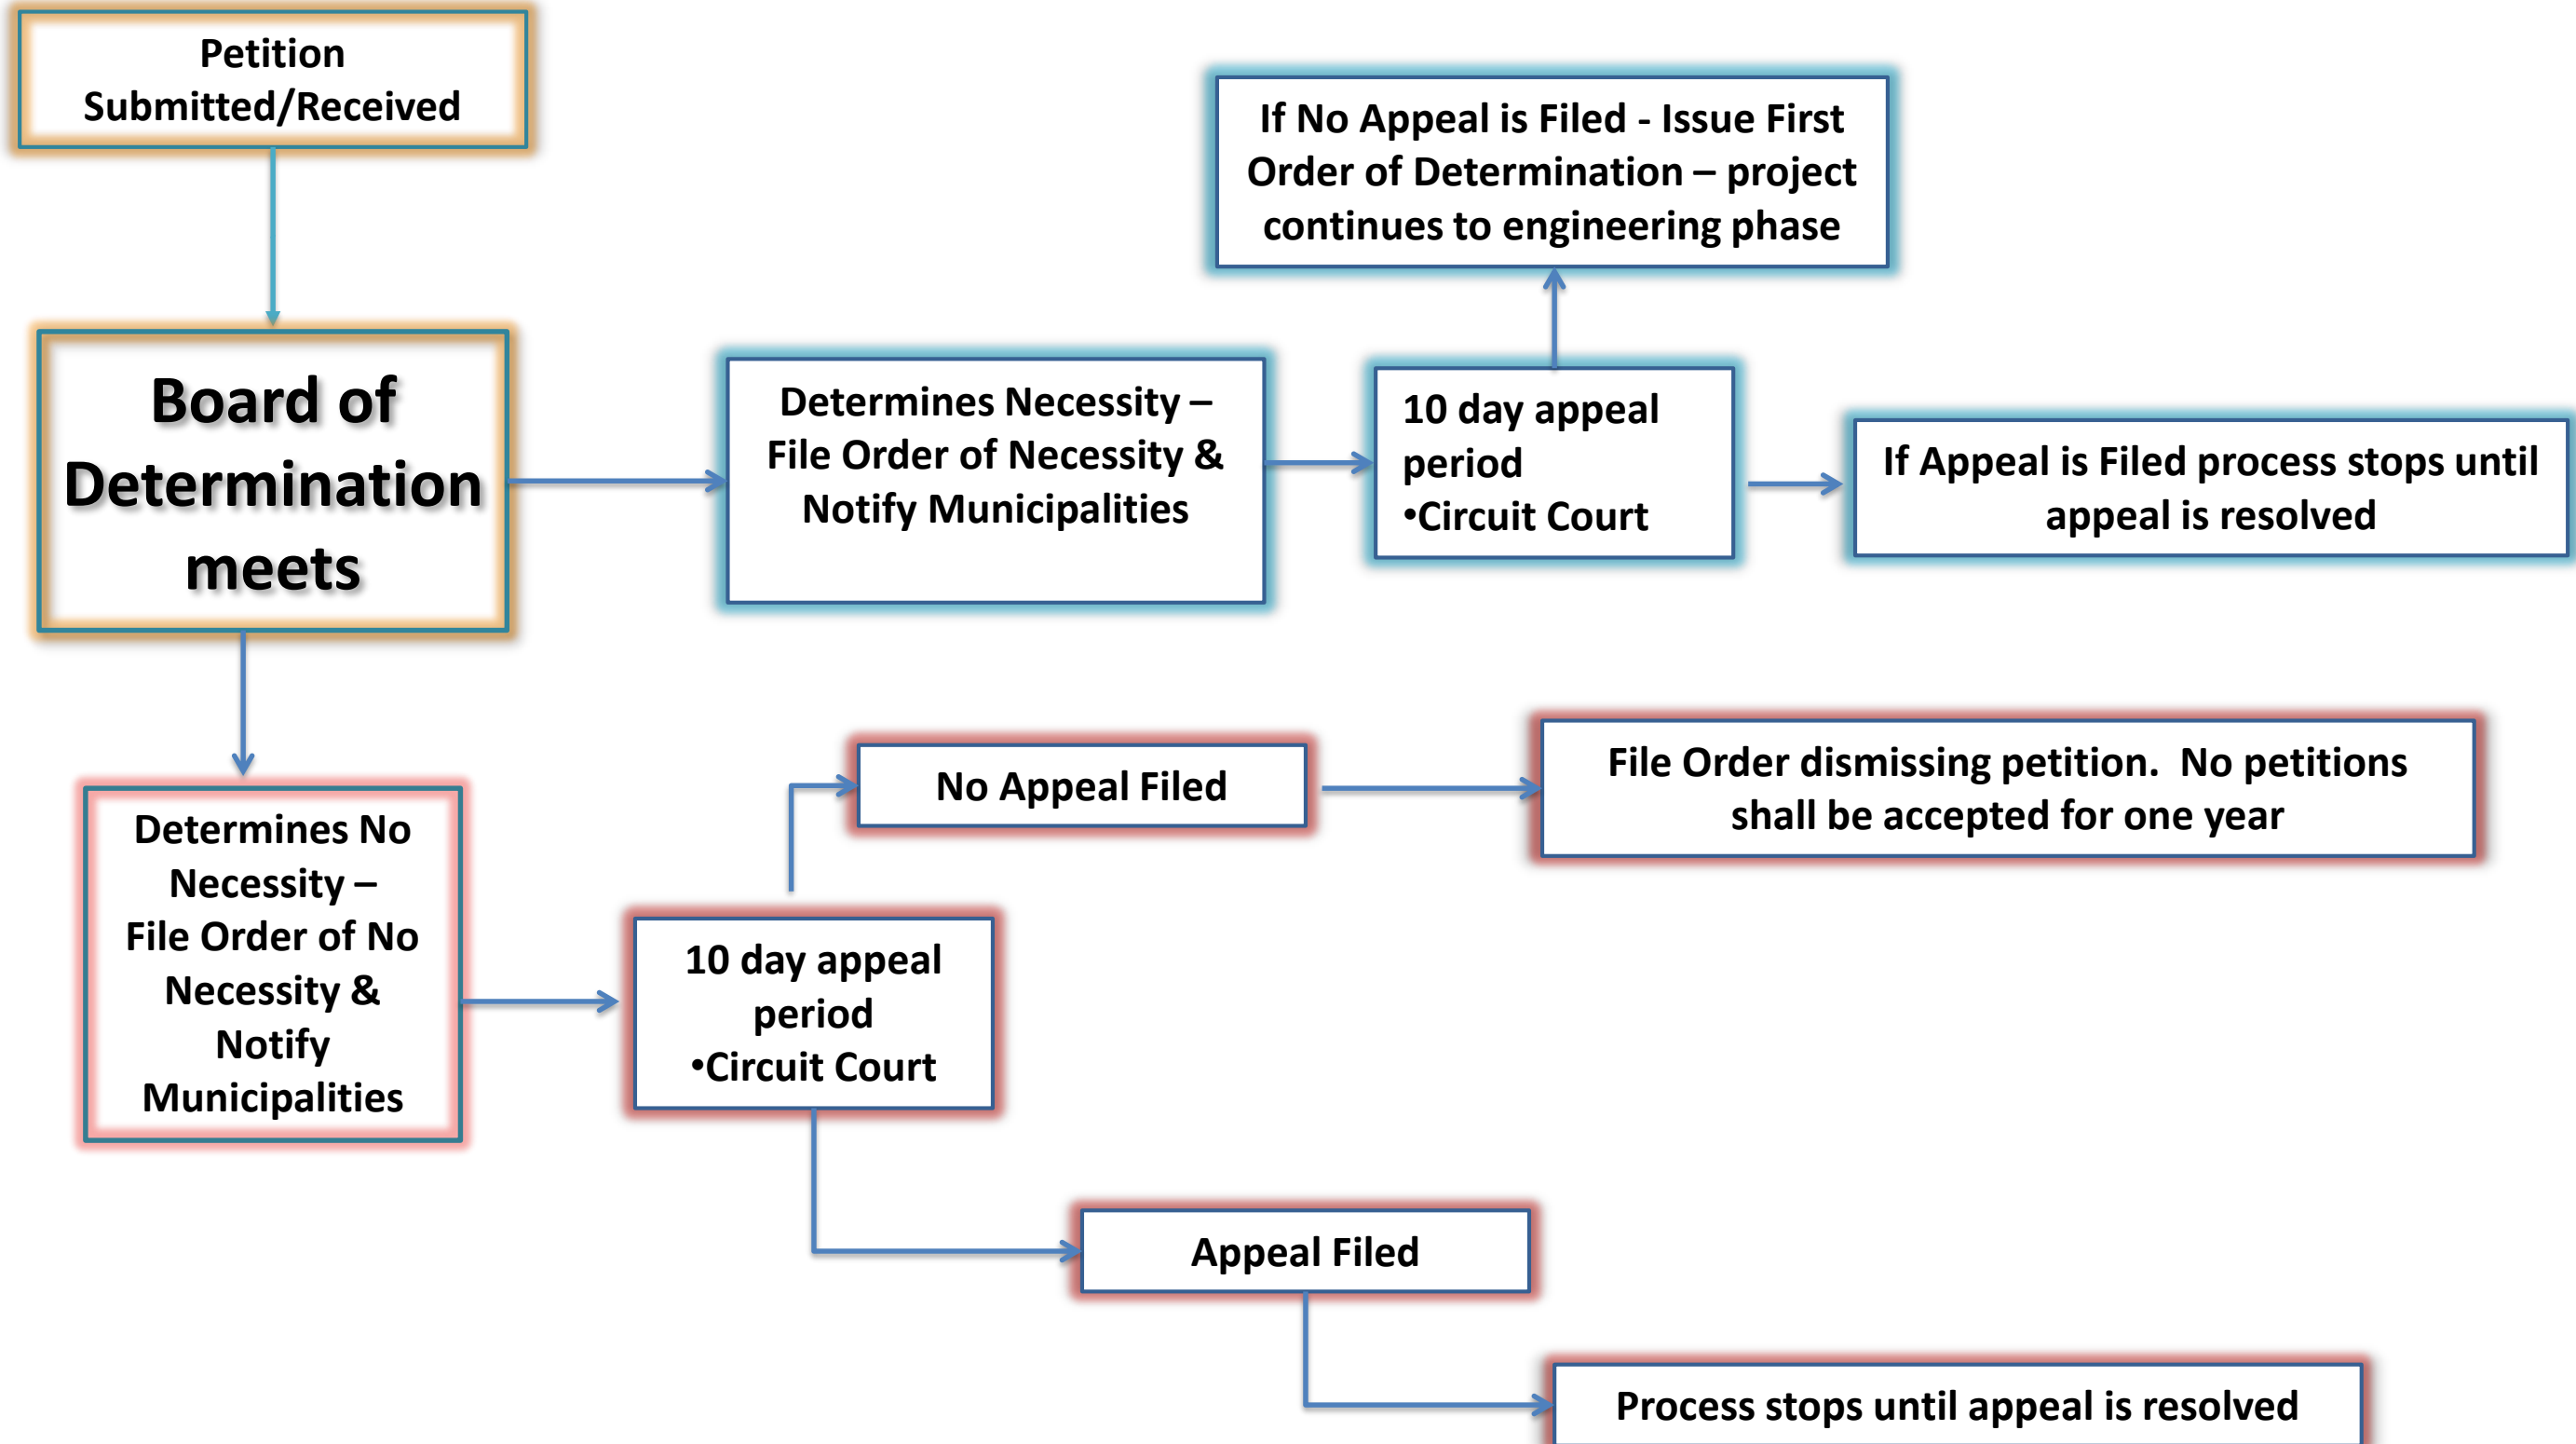 Petition
Submitted/Received
If No Appeal is Filed - Issue First
Order of Determination – project
continues to engineering phase
Board of
Determination
meets
Determines Necessity –
File Order of Necessity &
Notify Municipalities
10 day appeal
period
•Circuit Court
If Appeal is Filed process stops until
appeal is resolved
No Appeal Filed
File Order dismissing petition.  No petitions
shall be accepted for one year
Determines No
Necessity –
File Order of No
Necessity &
Notify
Municipalities
10 day appeal
period
•Circuit Court
Appeal Filed
Process stops until appeal is resolved